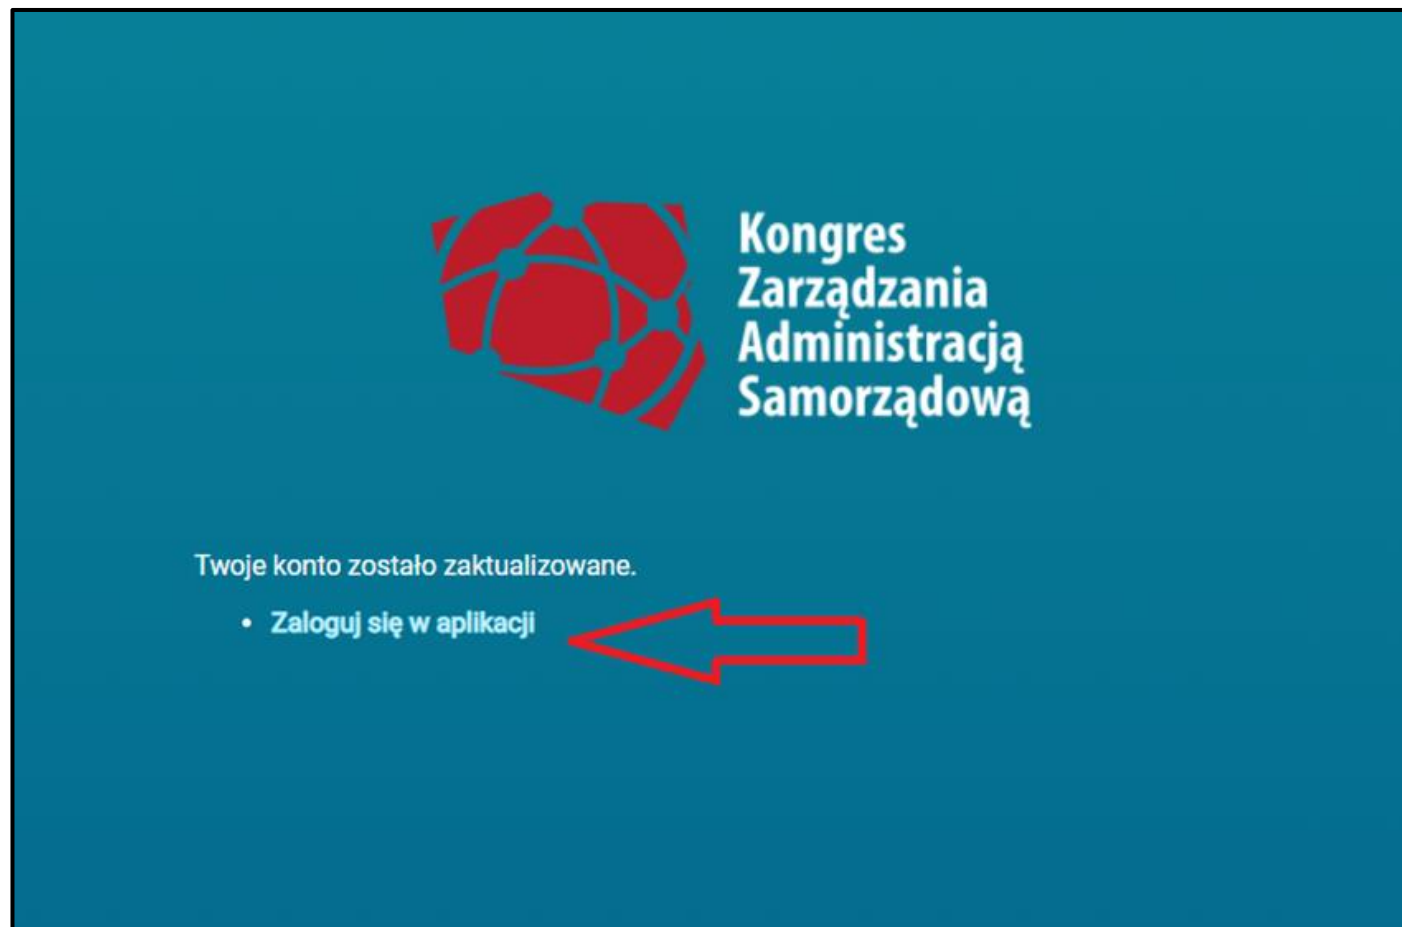 Kongres
Zarządzania
Administracją
Samorządową
Twoje konto zostało zaktualizowane.
• Zaloguj się w aplikacji